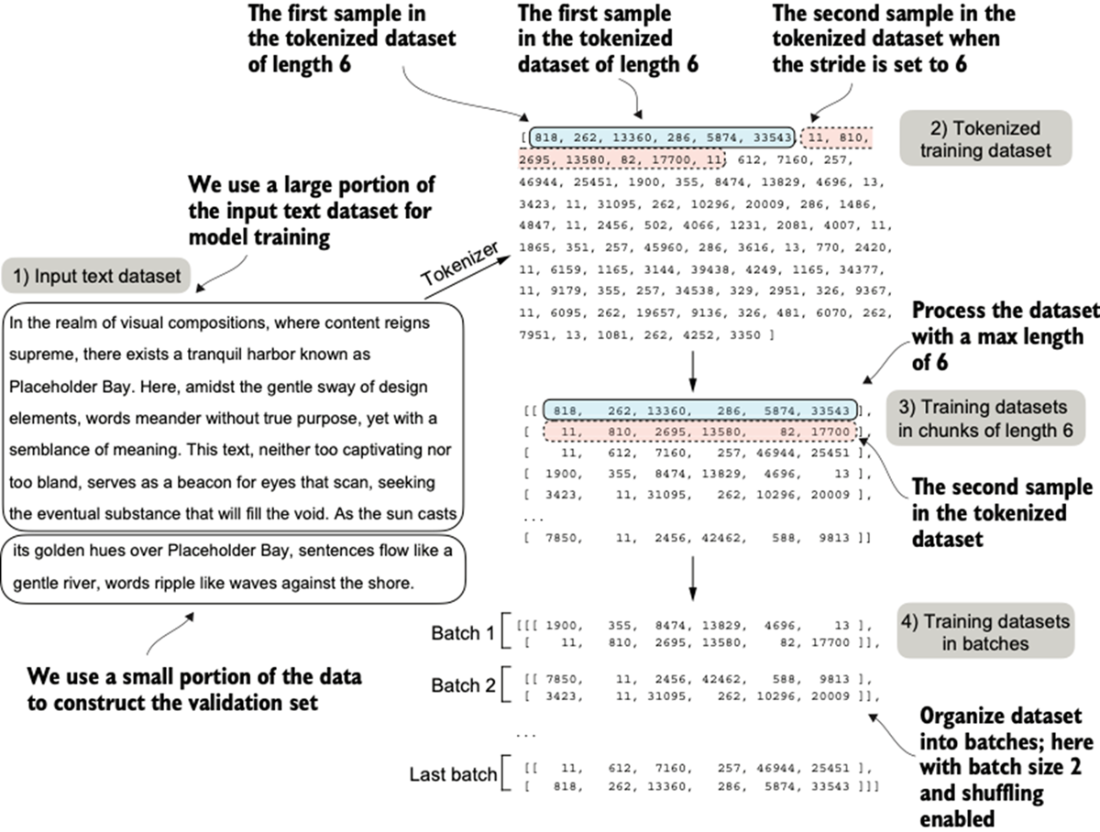 The first sample in
the tokenized dataset
of length 6
The first sample
in the tokenized
dataset of length 6
The second sample in the
tokenized dataset when
the stride is set to 6
[ 818, 262, 13360, 286, 5874, 33543, 11, 810,
2695, 13580, 82, 17700, 11, 612, 7160, 257,
46944, 25451, 1900, 355, 8474, 13829, 4696, 13,
3423, 11, 31095, 262, 10296, 20009, 286, 1486,
4847, 11, 2456, 502, 4066, 1231, 2081, 4007, 11,
1865, 351, 257, 45960, 286, 3616, 13, 770, 2420,
11, 6159, 1165, 3144, 39438, 4249, 1165, 34377,
11, 9179, 355, 257, 34538, 329, 2951, 326, 9367,
11, 6095, 262, 19657, 9136, 326, 481, 6070, 262,
7951, 13, 1081, 262, 4252, 3350 ]
2) Tokenized
training dataset
We use a large portion of
the input text dataset for
model training
Tokenizer
1) Input text dataset
In the realm of visual compositions, where content reigns
supreme, there exists a tranquil harbor known as
Placeholder Bay. Here, amidst the gentle sway of design
elements, words meander without true purpose, yet with a
semblance of meaning. This text, neither too captivating nor
too bland, serves as a beacon for eyes that scan, seeking
the eventual substance that will fill the void. As the sun casts
its golden hues over Placeholder Bay, sentences flow like a
gentle river, words ripple like waves against the shore.
We use a small portion of the data
to construct the validation set
Process the dataset
with a max length
of 6
[[ 818, 262, 13360, 286, 5874, 33543 ],
[ 11, 810, 2695, 13580, 82, 17700 ],
[ 11, 612, 7160, 257, 46944, 25451 ],
[ 1900, 355, 8474, 13829, 4696, 13 ],
[ 3423, 11, 31095, 262, 10296, 20009 ],
...
[ 7850, 11, 2456, 42462, 588, 9813 ]]
3) Training datasets
in chunks of length 6
The second sample
in the tokenized
dataset
Batch 1
[[[ 1900, 355, 8474, 13829, 4696, 13 ],
[ 11, 810, 2695, 13580, 82, 17700 ]],
Batch 2
[[ 7850, 11, 2456, 42462, 588, 9813 ],
[ 3423, 11, 31095, 262, 10296, 20009 ]],
...
Last batch
[[ 11, 612, 7160, 257, 46944, 25451 ],
[ 818, 262, 13360, 286, 5874, 33543 ]]]
4) Training datasets
in batches
Organize dataset
into batches; here
with batch size 2
and shuffling
enabled